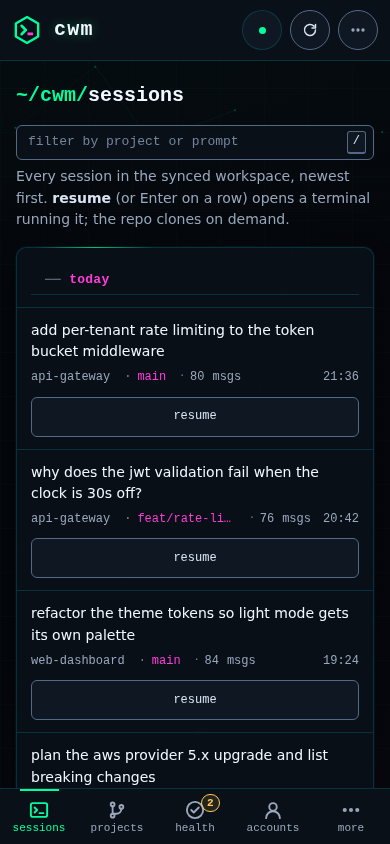 cwm
~/cwm/sessions
filter by project or prompt /
Every session in the synced workspace, newest
first. resume (or Enter on a row) opens a terminal
running it; the repo clones on demand.
— today
add per-tenant rate limiting to the token
bucket middleware
api-gateway · main · 80 msgs 21:36
resume
why does the jwt validation fail when the
clock is 30s off?
api-gateway · feat/rate-li… · 76 msgs 20:42
resume
refactor the theme tokens so light mode gets
its own palette
web-dashboard · main · 84 msgs 19:24
resume
plan the aws provider 5.x upgrade and list
breaking changes
2
sessions projects health accounts more